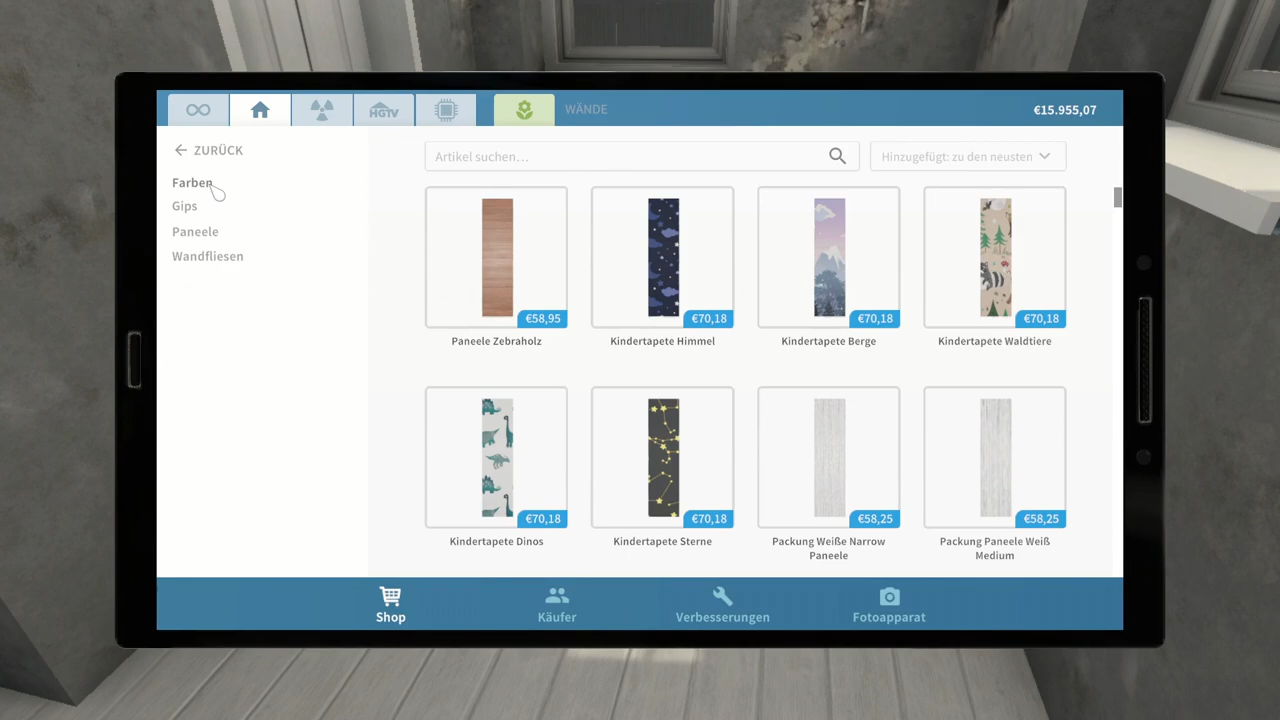 HGTV
WÄNDE
€15.955,07
ZURÜCK
Artikel suchen...
Hinzugefügt: zu den neusten
Farben
Gips
Paneele
Wandfliesen
€58,95
€70,18
€70,18
€70,18
Paneele Zebraholz
Kindertapete Himmel
Kindertapete Berge
Kindertapete Waldtiere
€70,18
€70,18
€58,25
€58,25
Kindertapete Dinos
Kindertapete Sterne
Packung Weiße Narrow
Paneele
Packung Paneele Weiß
Medium
Shop
Käufer
Verbesserungen
Fotoapparat